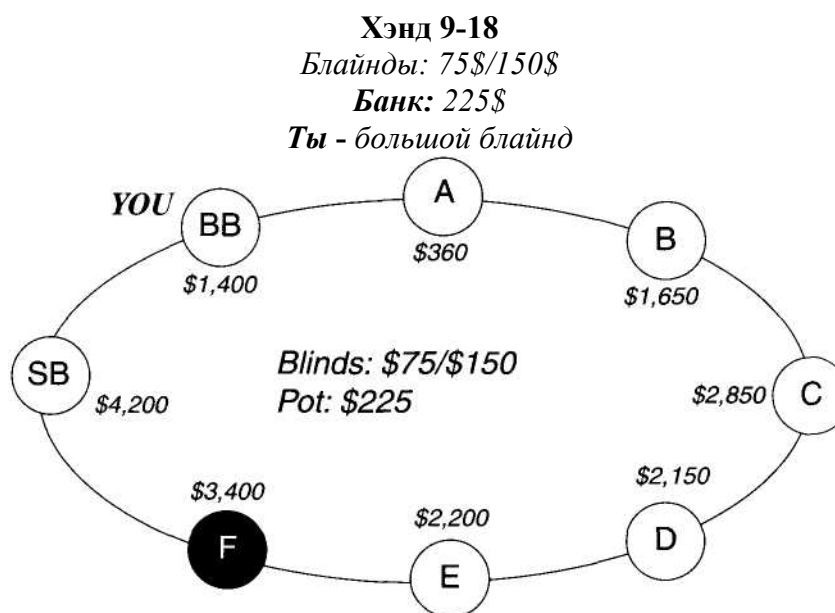 Хэнд 9-18
Блайнды: 75$/150$
Банк: 225$
Ты - большой блайнд
YOU
BB
$1,400
A
$360
B
$1,650
SB
$4,200
Blinds: $75/$150
Pot: $225
$2,850
C
$3,400
F
$2,200
E
$2,150
D